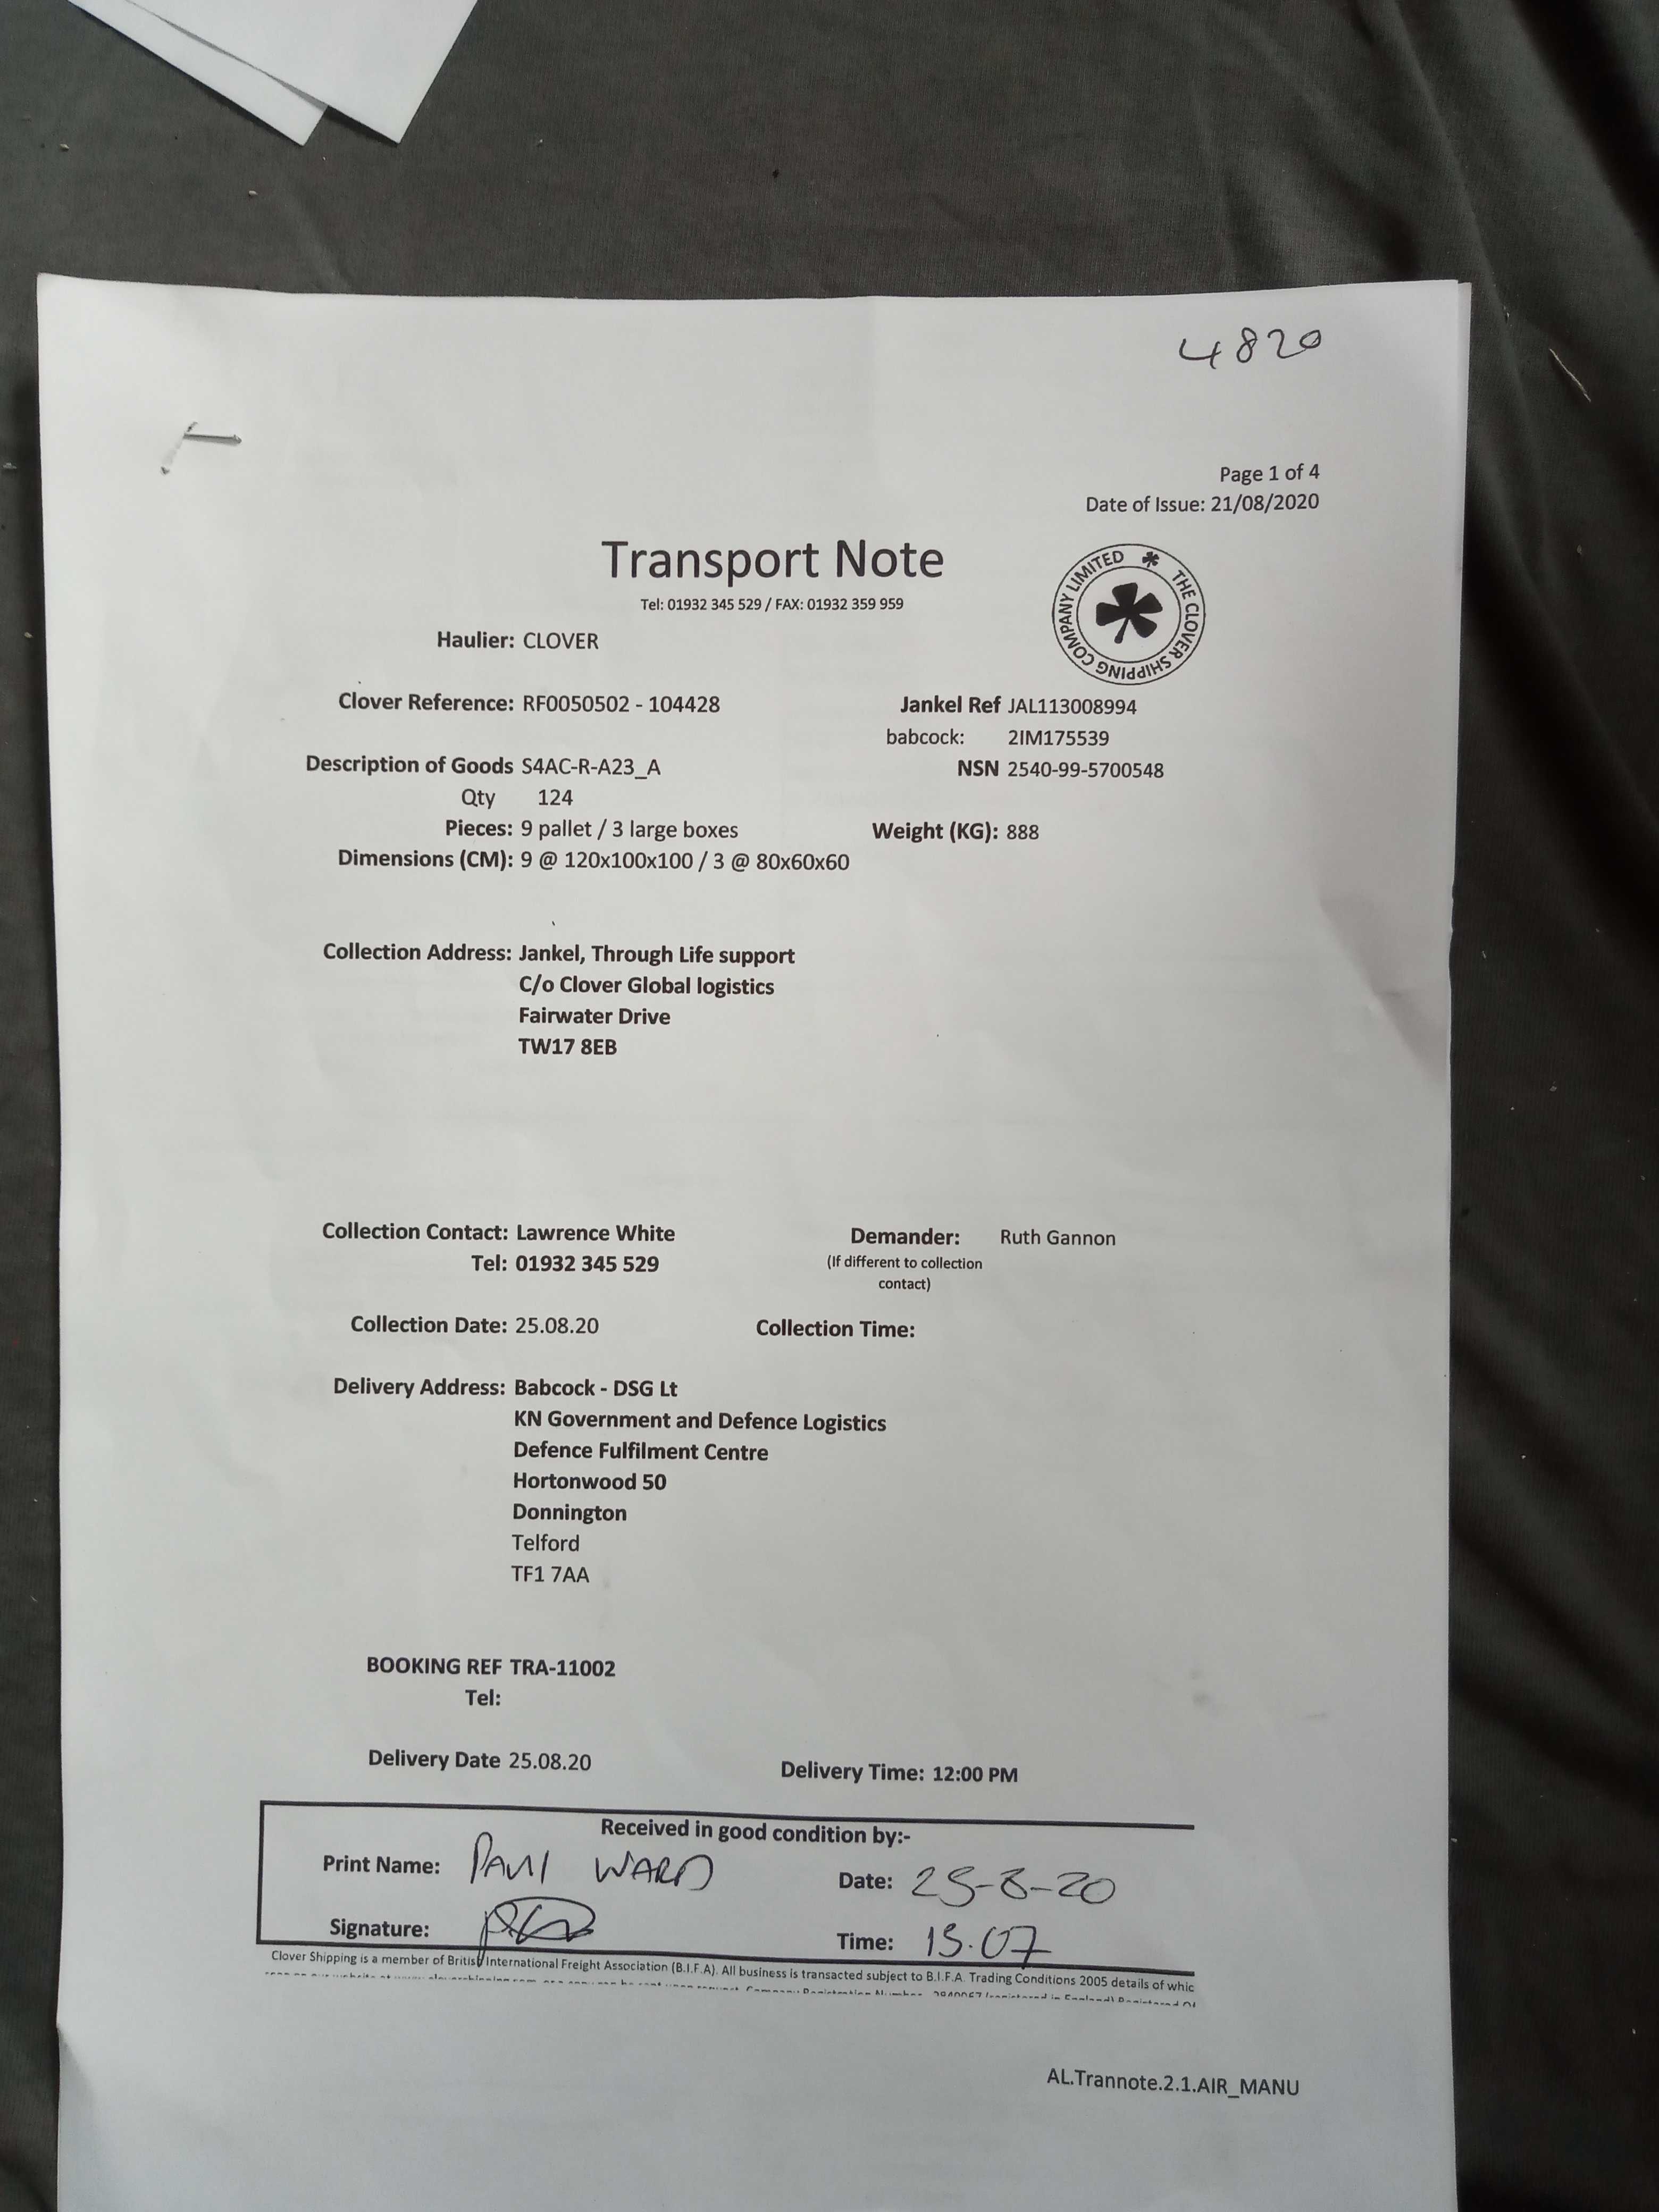 4820
Page 1 of 4
Date of Issue: 21/08/2020
Transport Note
Tel: 01932 345 529 / FAX: 01932 359 959
THE CLOVER SHIPPING COMPANY LIMITED
Haulier: CLOVER
Clover Reference: RF0050502 - 104428 Jankel Ref JAL113008994
babcock: 2IM175539
Description of Goods S4AC-R-A23_A NSN 2540-99-5700548
Qty 124
Pieces: 9 pallet / 3 large boxes Weight (KG): 888
Dimensions (CM): 9 @ 120x100x100 / 3 @ 80x60x60
Collection Address: Jankel, Through Life support
C/o Clover Global logistics
Fairwater Drive
TW17 8EB
Collection Contact: Lawrence White Demander: Ruth Gannon
Tel: 01932 345 529 (If different to collection
contact)
Collection Date: 25.08.20 Collection Time:
Delivery Address: Babcock - DSG Lt
KN Government and Defence Logistics
Defence Fulfilment Centre
Hortonwood 50
Donnington
Telford
TF1 7AA
BOOKING REF TRA-11002
Tel:
Delivery Date 25.08.20 Delivery Time: 12:00 PM
Received in good condition by:-
Print Name: PAUl WARD Date: 25-8-20
Signature: Time: 15.07
Clover Shipping is a member of British International Freight Association (B.I.F.A). All business is transacted subject to B.I.F.A. Trading Conditions 2005 details of whic
AL.Trannote.2.1.AIR_MANU